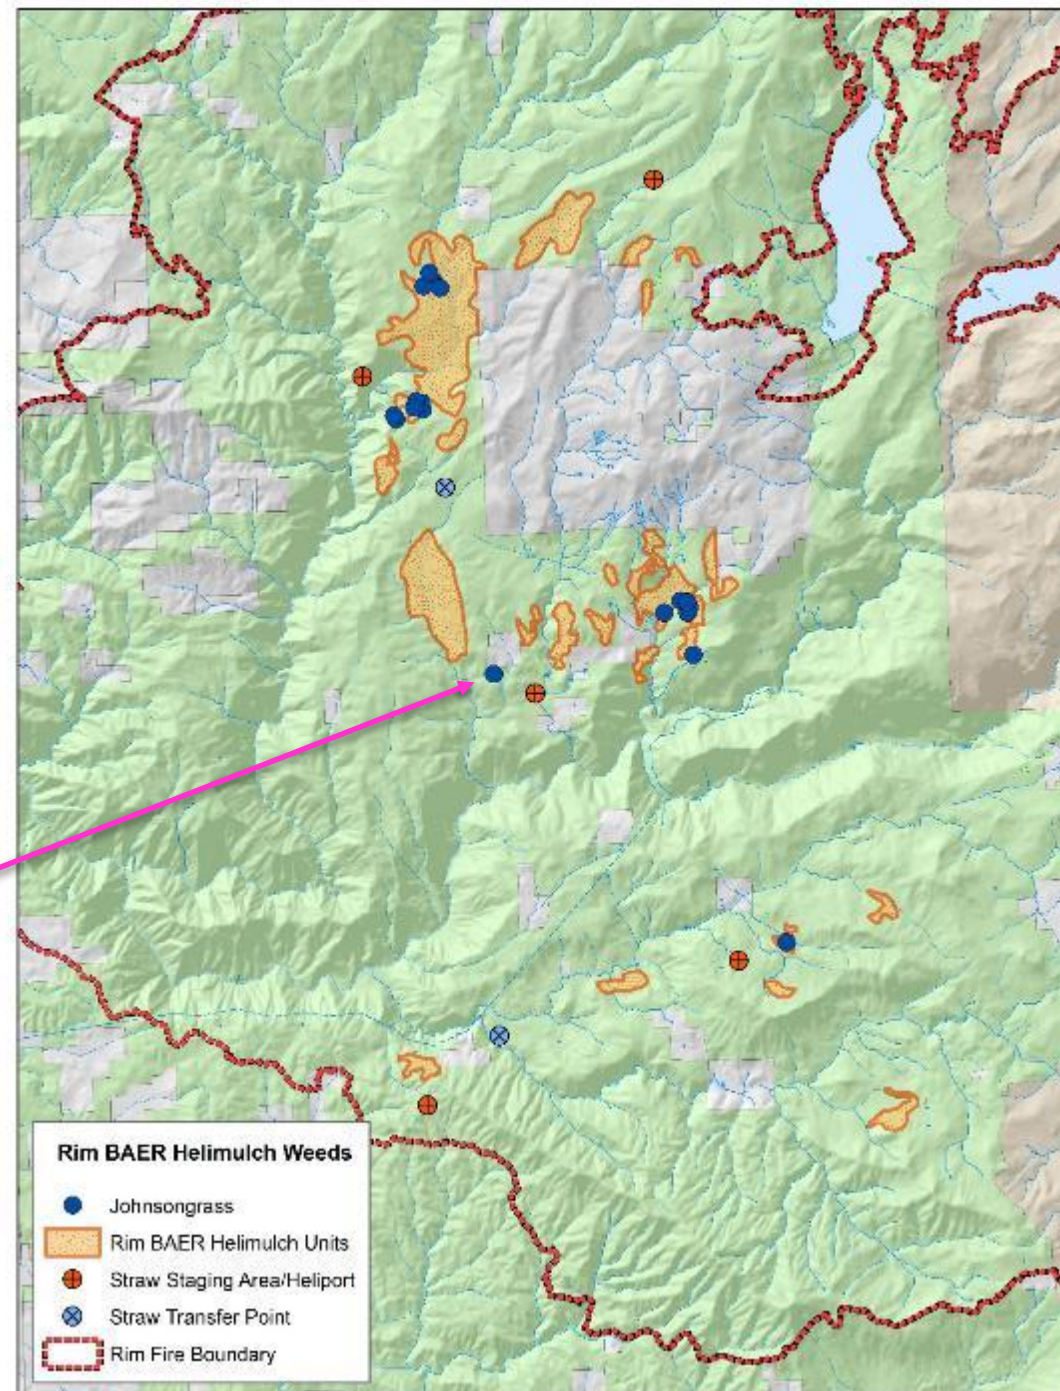 Rim BAER Helimulch Weeds
Johnsongrass
Rim BAER Helimulch Units
Straw Staging Area/Heliport
Straw Transfer Point
Rim Fire Boundary